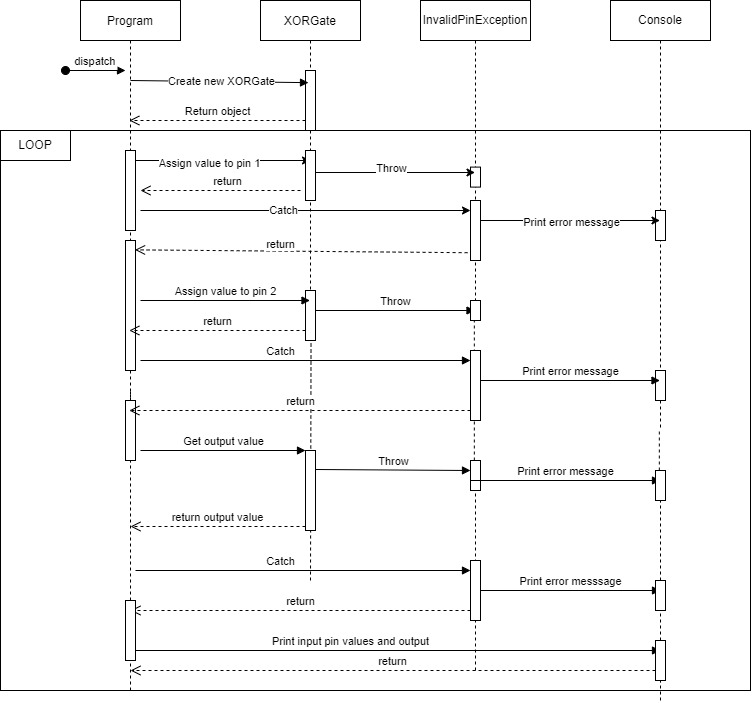 Program
XORGate
InvalidPinException
Console
dispatch
Create new XORGate
Return object
LOOP
Assign value to pin 1
Throw
return
Catch
Print error message
return
Assign value to pin 2
Throw
return
Catch
Print error message
return
Get output value
Throw
Print error message
return output value
Catch
Print error messsage
return
Print input pin values and output
return